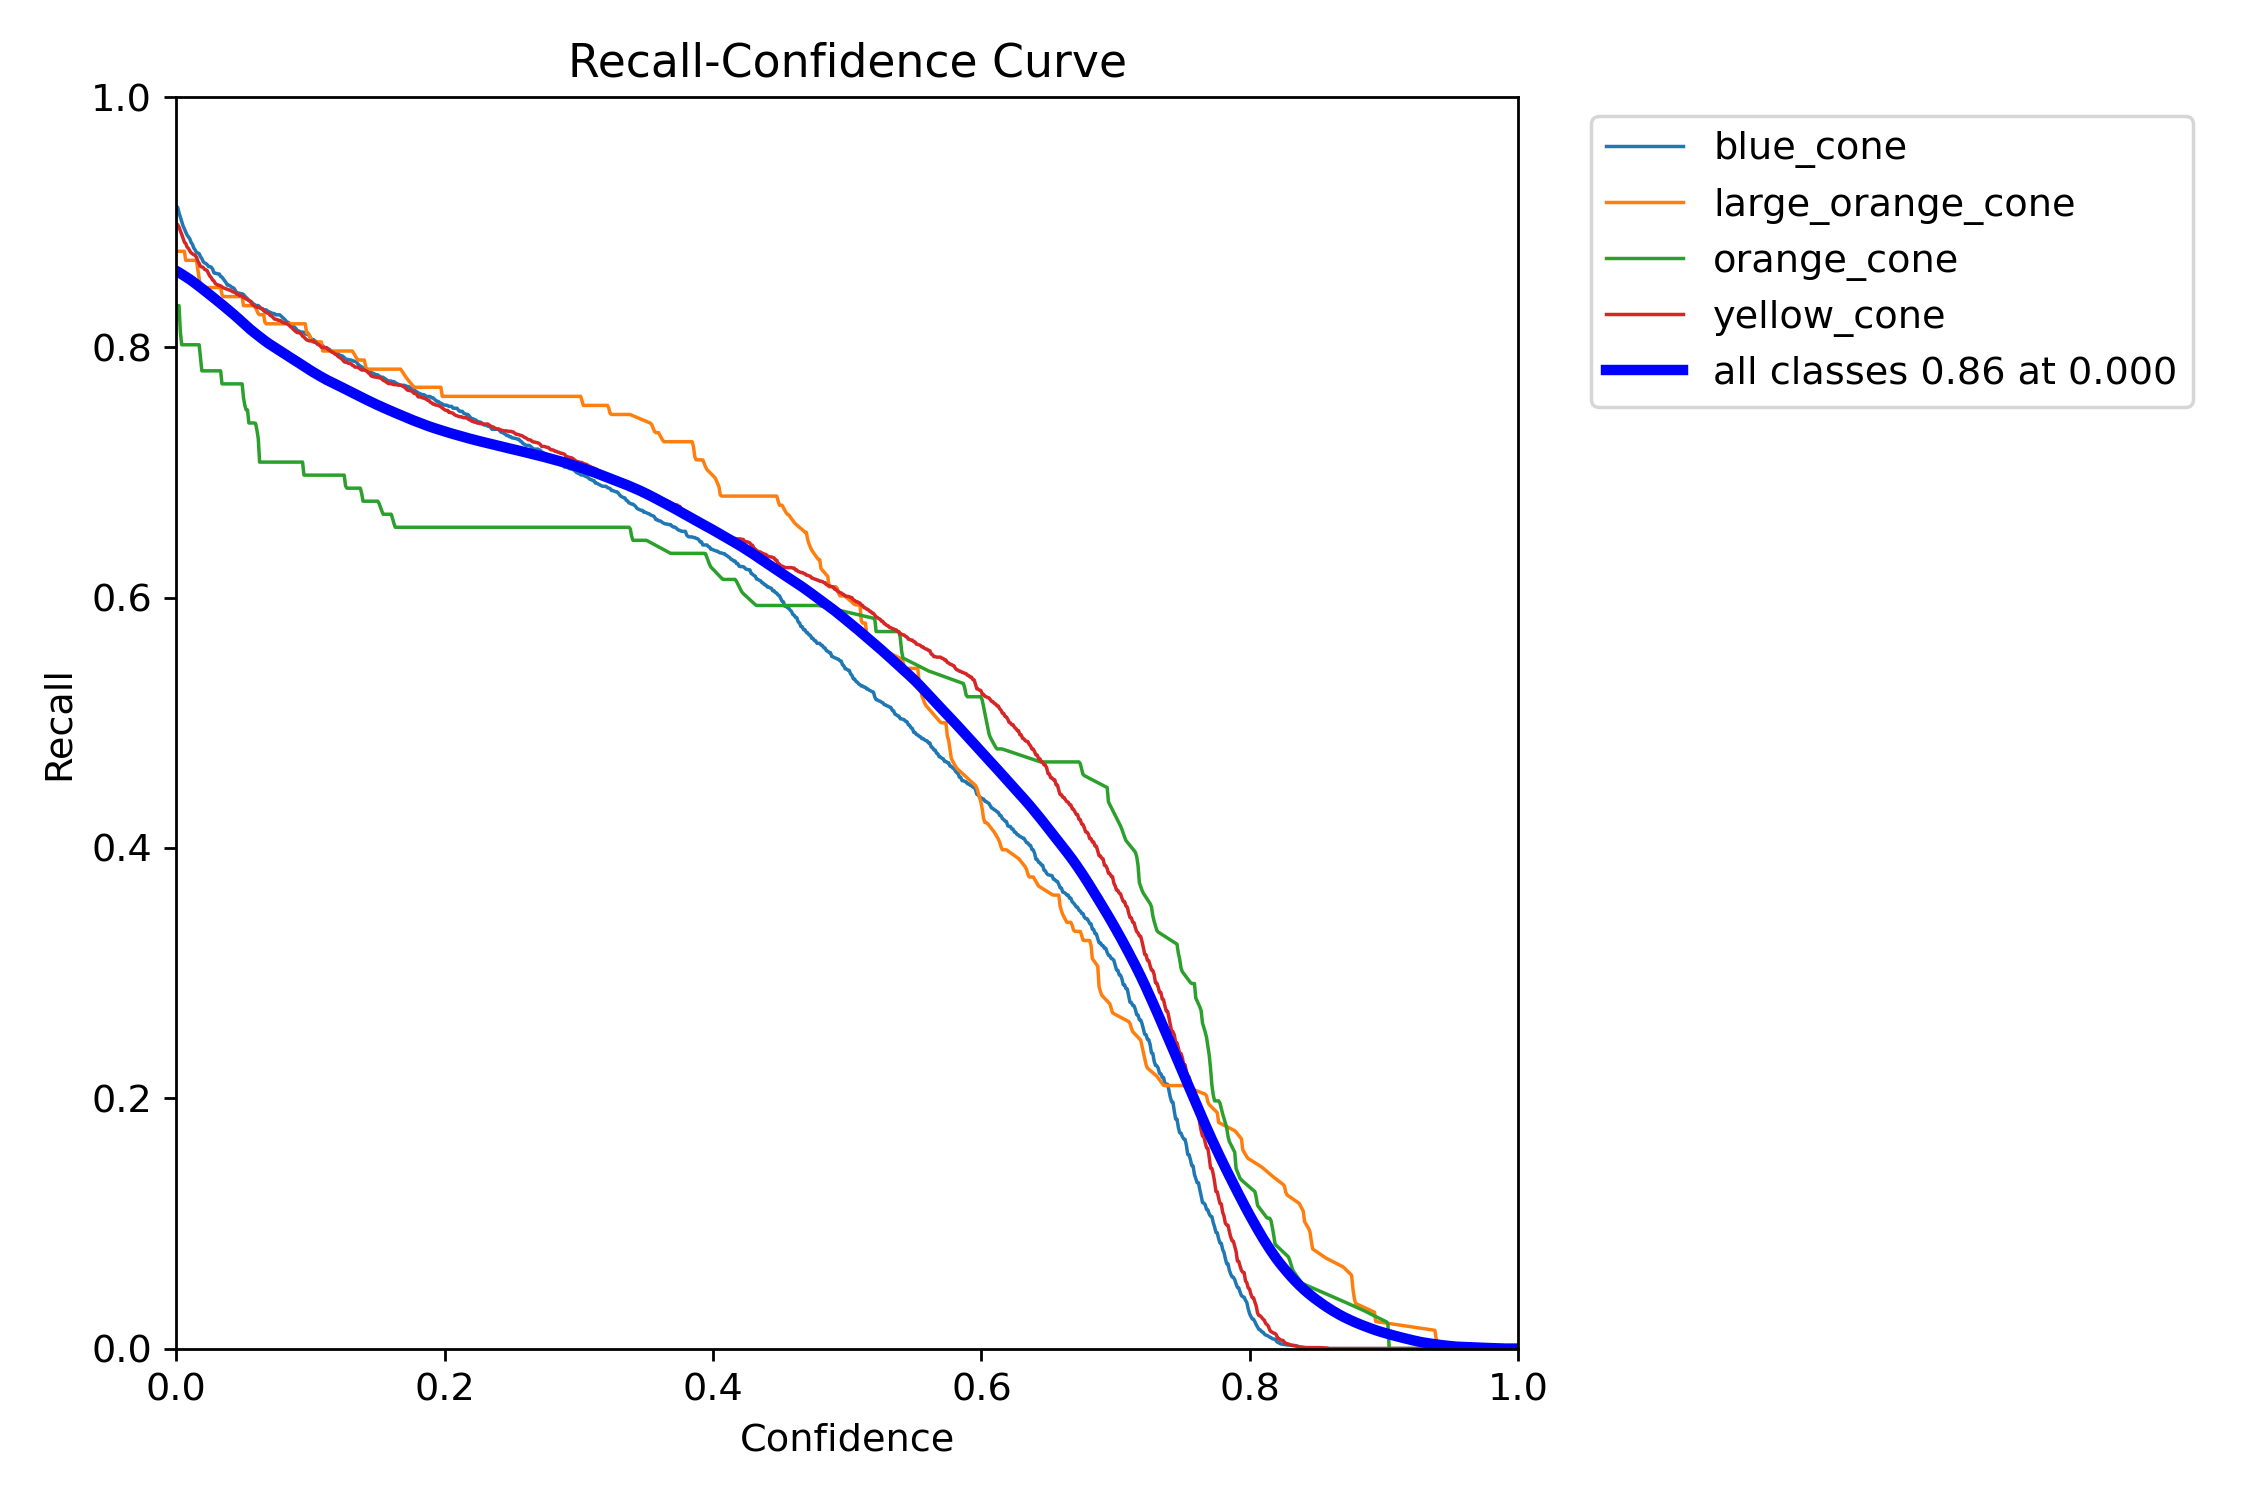 Recall-Confidence Curve
1.0
0.8
0.6
0.4
0.2
0.0
Recall
0.0 0.2 0.4 0.6 0.8 1.0
Confidence
blue_cone
large_orange_cone
orange_cone
yellow_cone
all classes 0.86 at 0.000